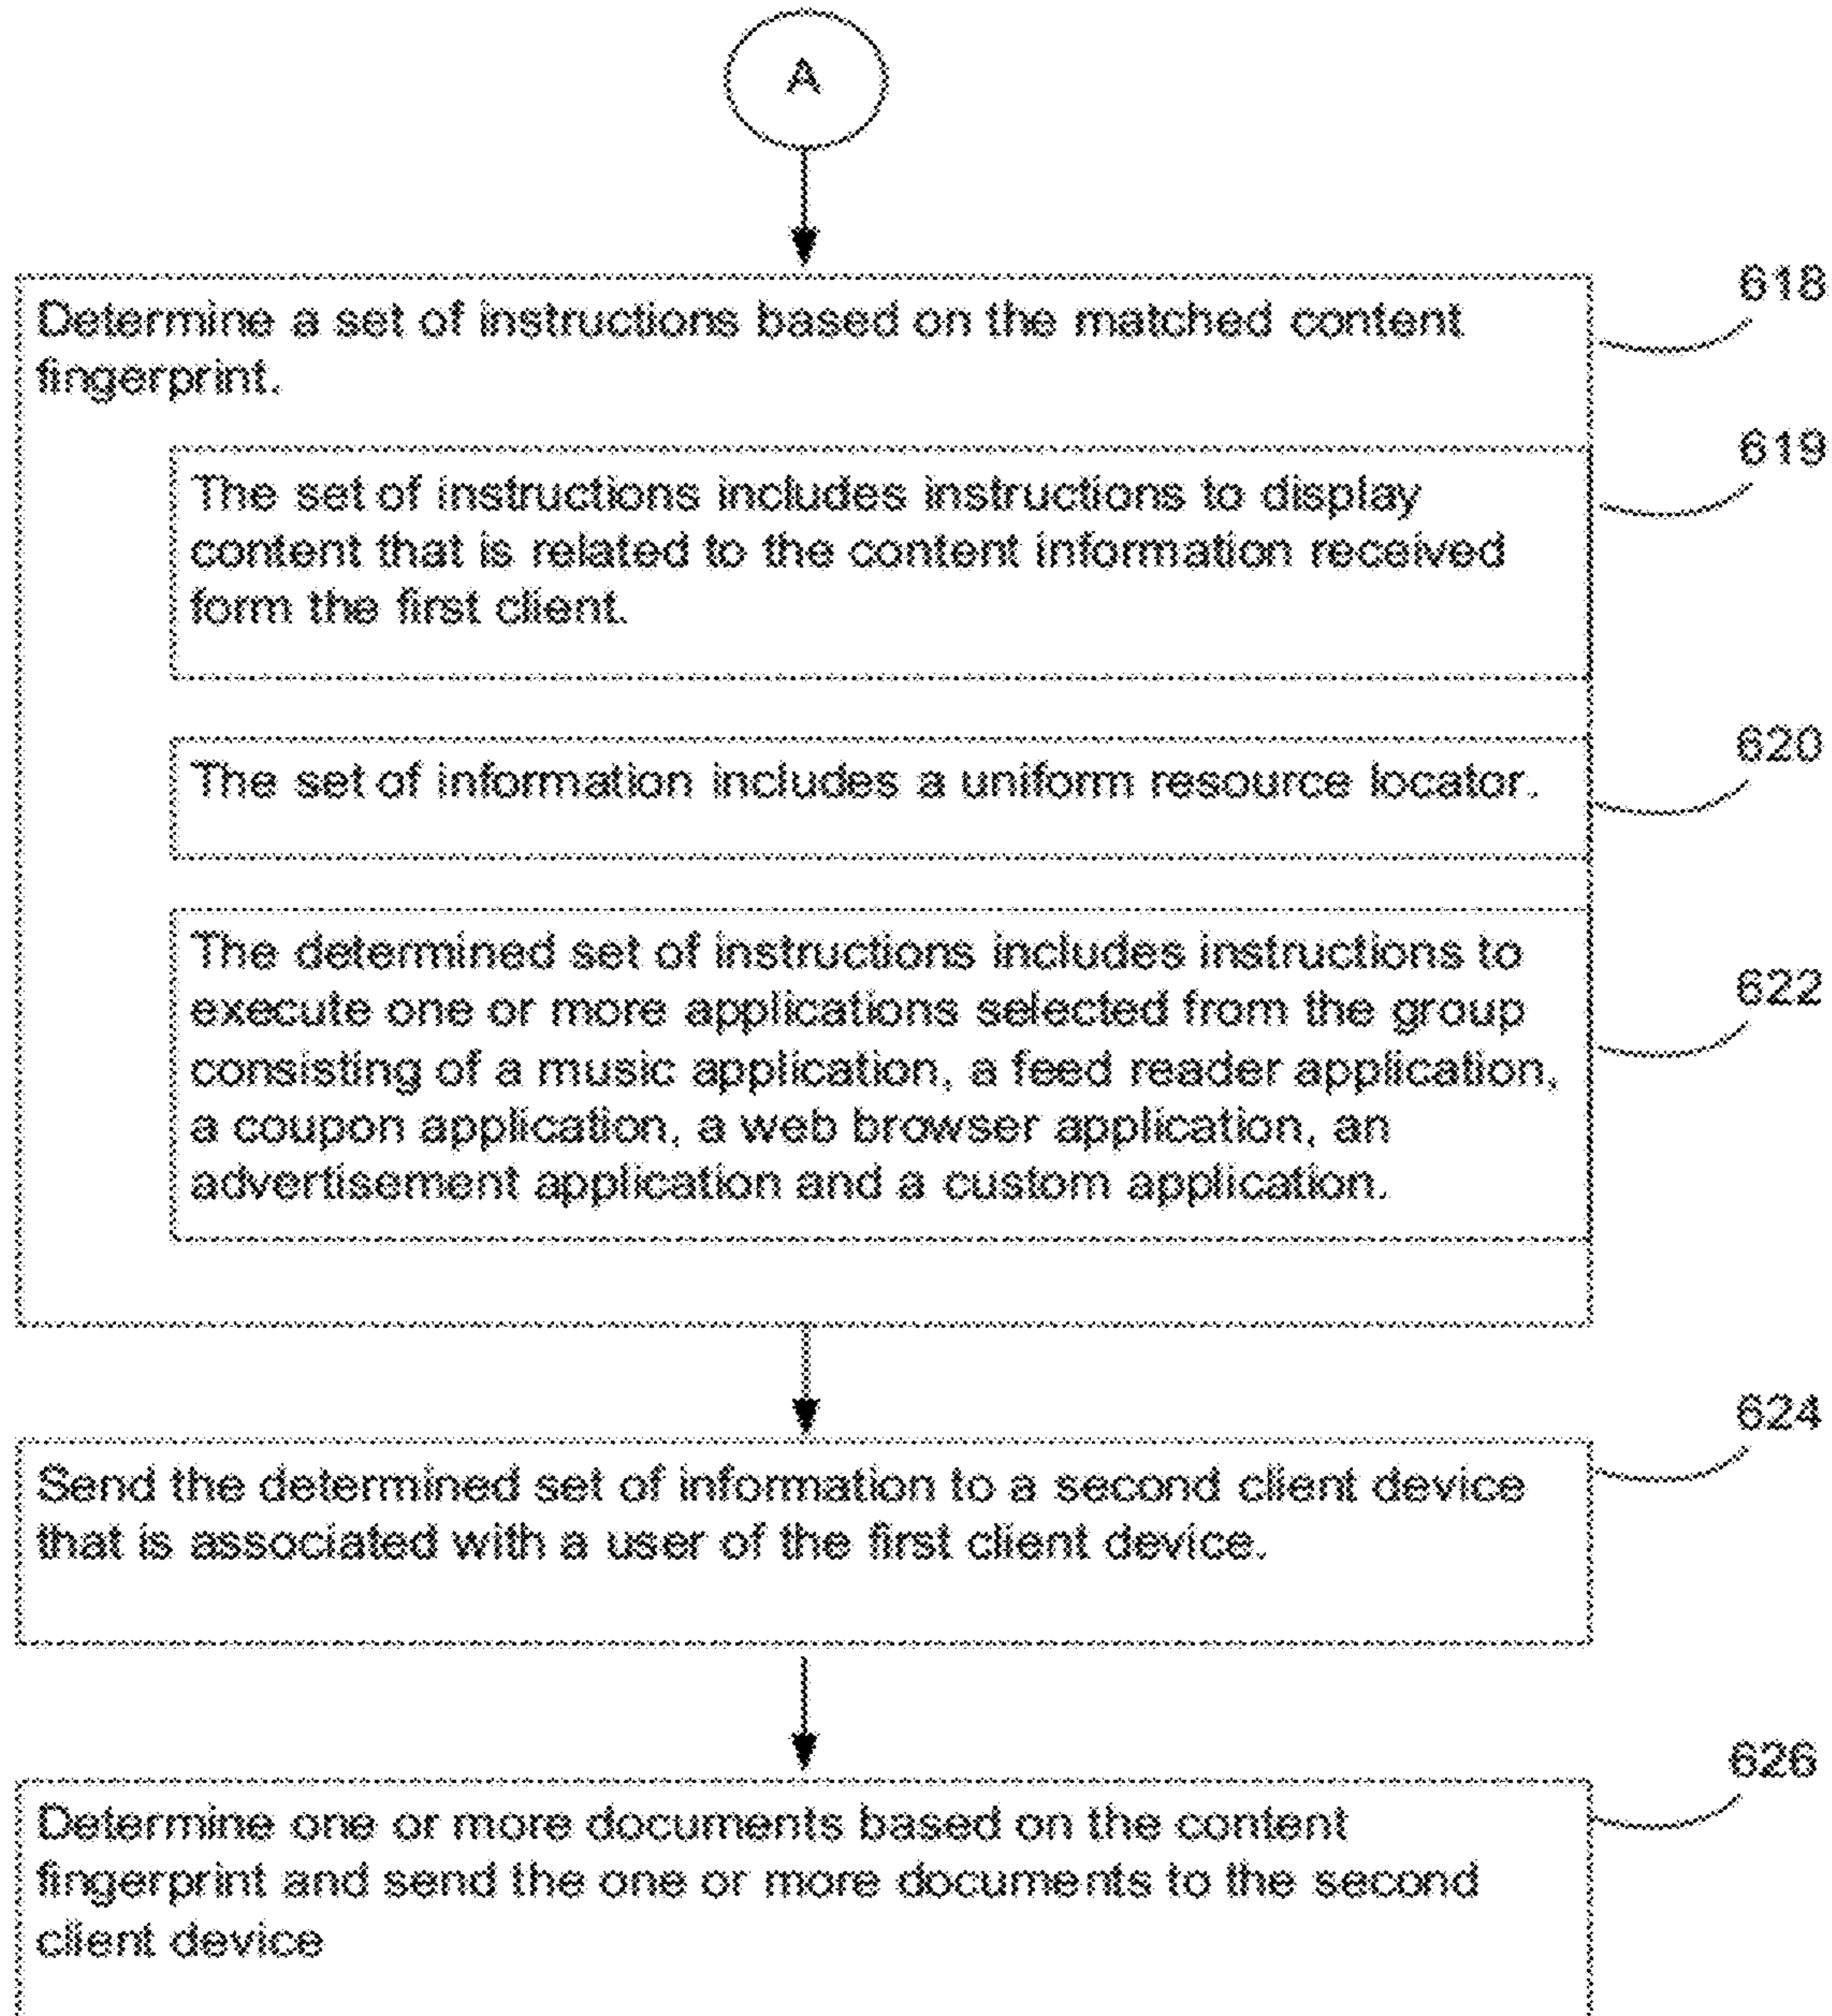 A
618
Determine a set of instructions based on the matched content
fingerprint.
619
The set of instructions includes instructions to display
content that is related to the content information received
form the first client.
620
The set of information includes a uniform resource locator.
622
The determined set of instructions includes instructions to
execute one or more applications selected from the group
consisting of a music application, a feed reader application,
a coupon application, a web browser application, an
advertisement application and a custom application.
624
Send the determined set of information to a second client device
that is associated with a user of the first client device.
626
Determine one or more documents based on the content
fingerprint and send the one or more documents to the second
client device